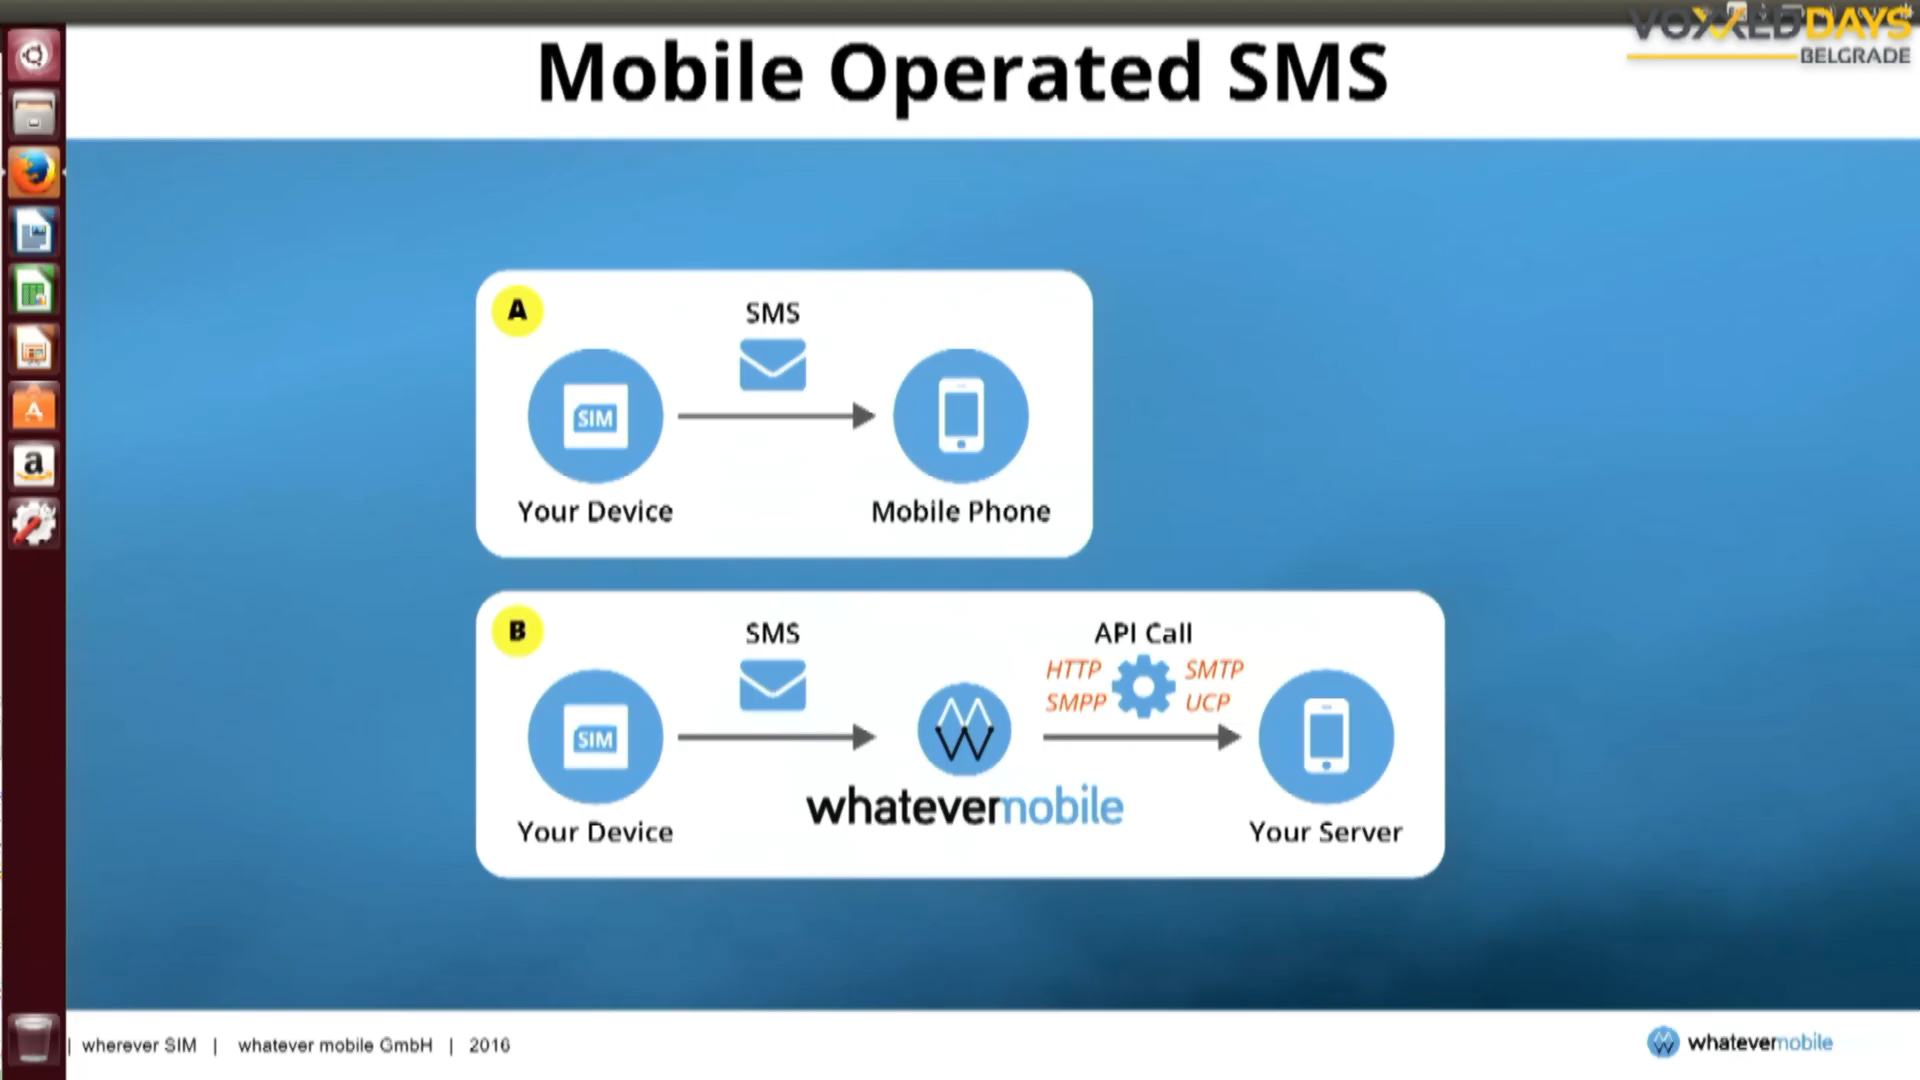 VOXXED DAYS
BELGRADE
Mobile Operated SMS
A
SMS
SIM
Your Device
Mobile Phone
B
SMS
API Call
HTTP
SMTP
SMPP
UCP
SIM
whatevermobile
Your Device
Your Server
| wherever SIM | whatever mobile GmbH | 2016
whatevermobile